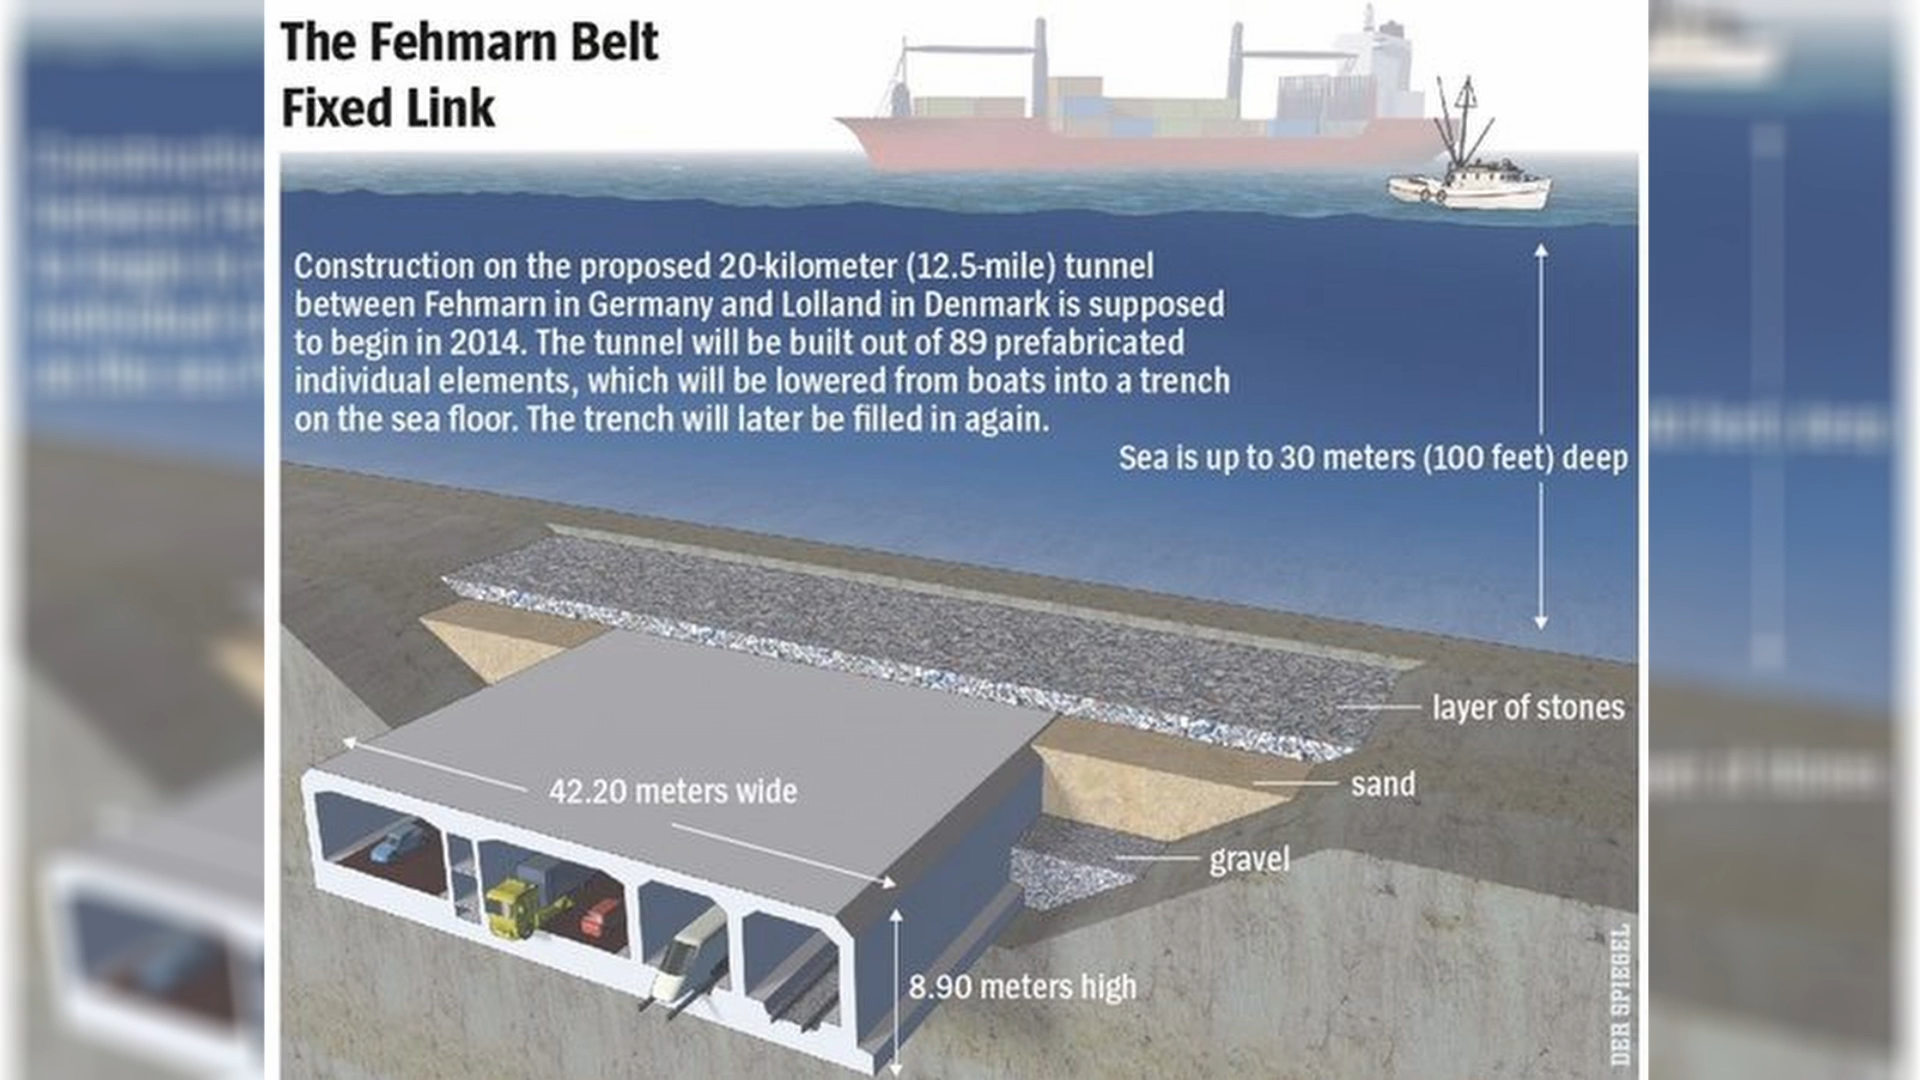 The Fehmarn Belt
Fixed Link
Construction on the proposed 20-kilometer (12.5-mile) tunnel
between Fehmarn in Germany and Lolland in Denmark is supposed
to begin in 2014. The tunnel will be built out of 89 prefabricated
individual elements, which will be lowered from boats into a trench
on the sea floor. The trench will later be filled in again.
Sea is up to 30 meters (100 feet) deep
layer of stones
sand
42.20 meters wide
gravel
8.90 meters high
DER SPIEGEL